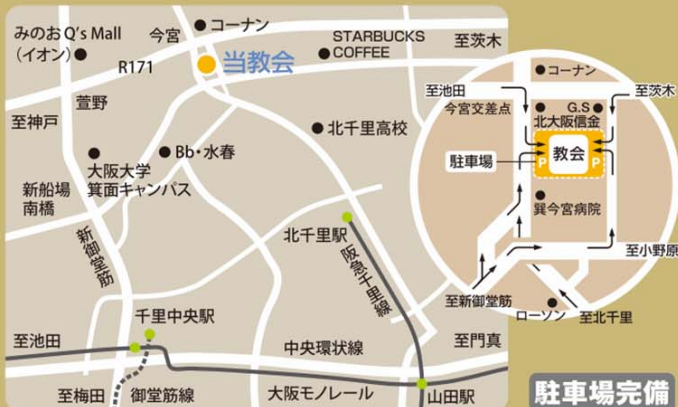 みのおQ's Mall
（イオン）
今宮
コーナン
STARBUCKS
COFFEE
至茨木
R171
当教会
萱野
至神戸
北千里高校
Bb・水春
大阪大学
箕面キャンパス
新船場
南橋
新御堂筋
北千里駅
阪急千里線
千里中央駅
至池田
中央環状線
至門真
至梅田
御堂筋線
大阪モノレール
山田駅
コーナン
至池田
至茨木
今宮交差点
G.S
北大阪信金
駐車場
P
教会
P
巽今宮病院
至小野原
至新御堂筋
ローソン
至北千里
駐車場完備